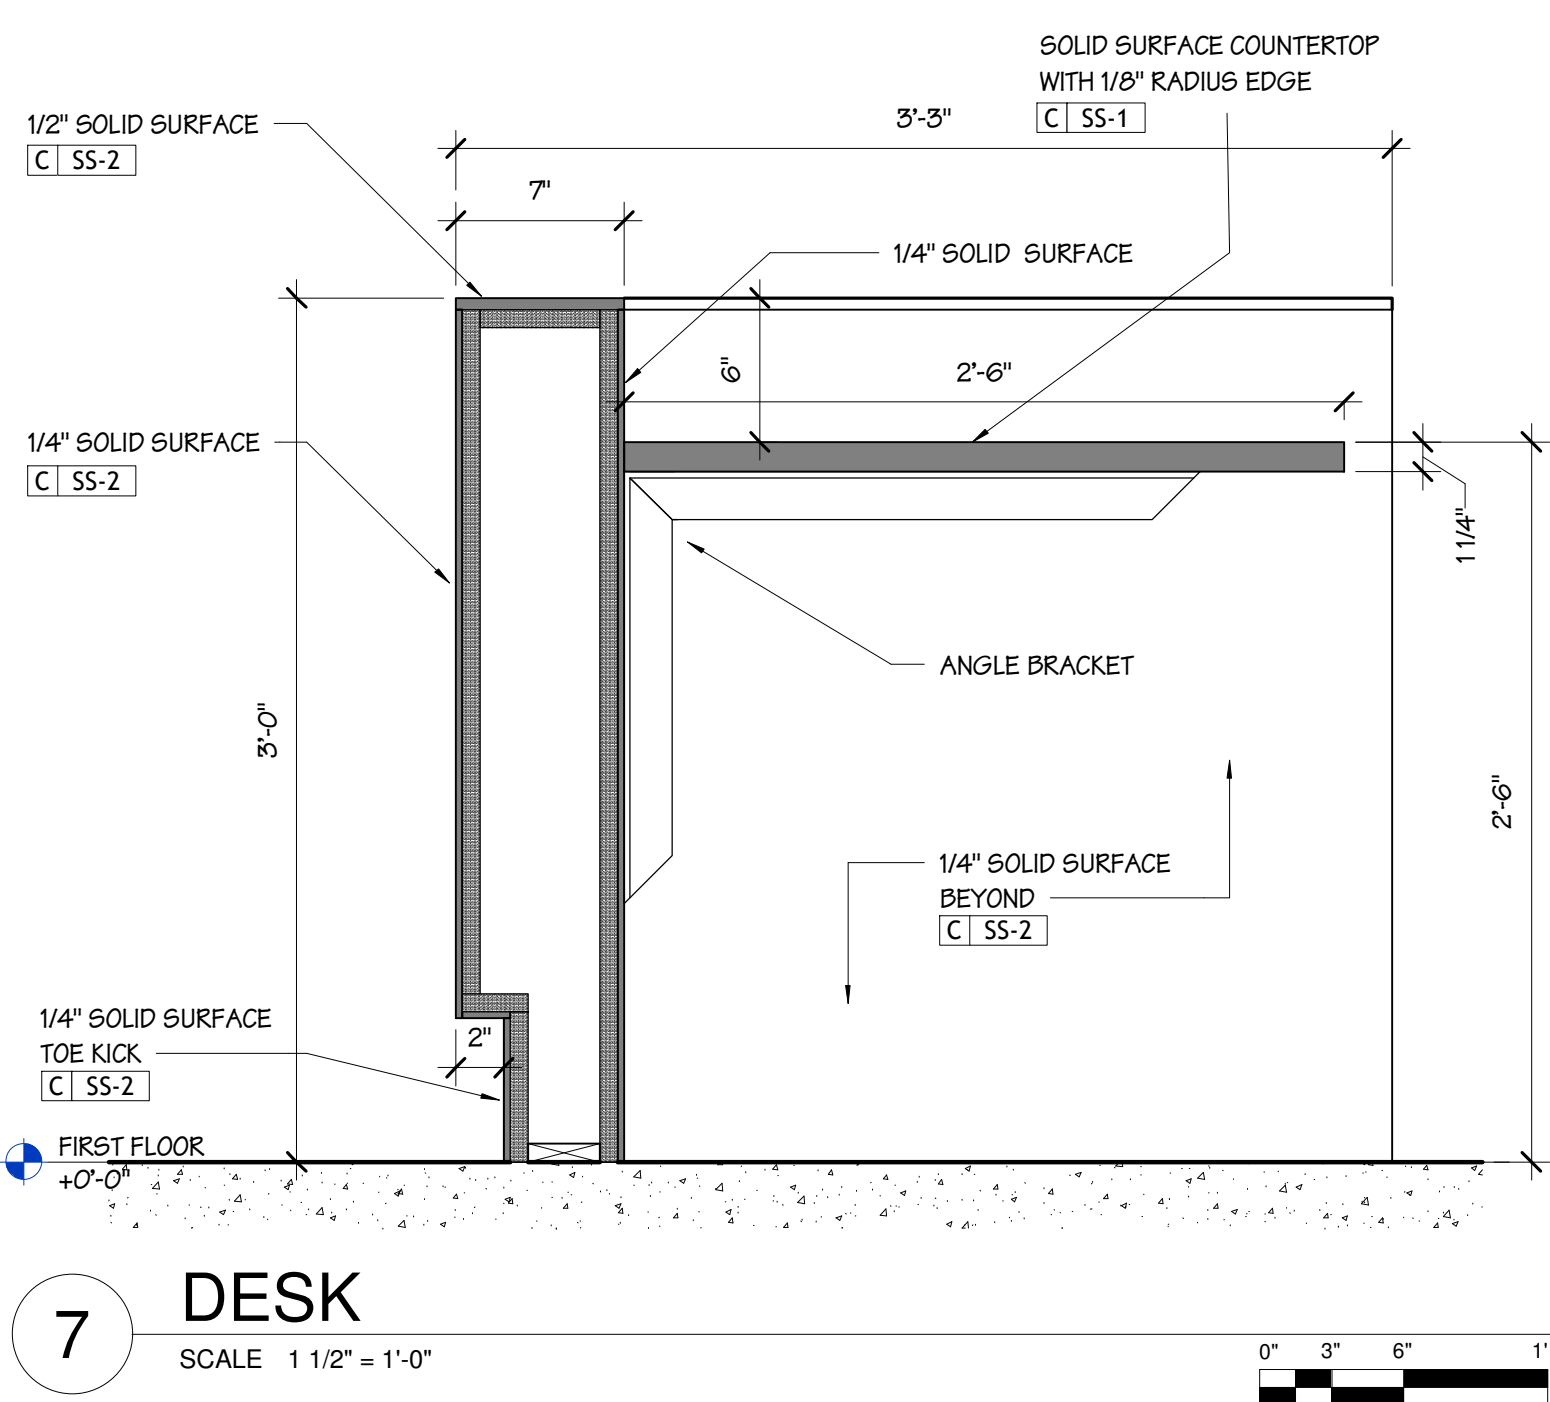 SOLID SURFACE COUNTERTOP
WITH 1/8" RADIUS EDGE
C SS-1
3'-3"
1/2" SOLID SURFACE
C SS-2
7"
1/4" SOLID SURFACE
6"
2'-6"
1/4" SOLID SURFACE
C SS-2
1 1/4"
ANGLE BRACKET
3'-0"
2'-6"
1/4" SOLID SURFACE
BEYOND
C SS-2
1/4" SOLID SURFACE
TOE KICK
C SS-2
2"
FIRST FLOOR
+0'-0"
7
DESK
SCALE 1 1/2" = 1'-0"
0" 3" 6" 1'